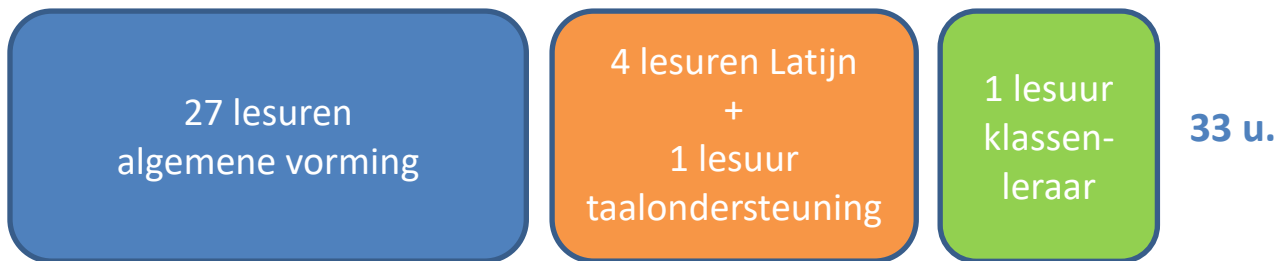 27 lesuren
algemene vorming
4 lesuren Latijn
+
1 lesuur
taalondersteuning
1 lesuur
klassen-
leraar
33 u.